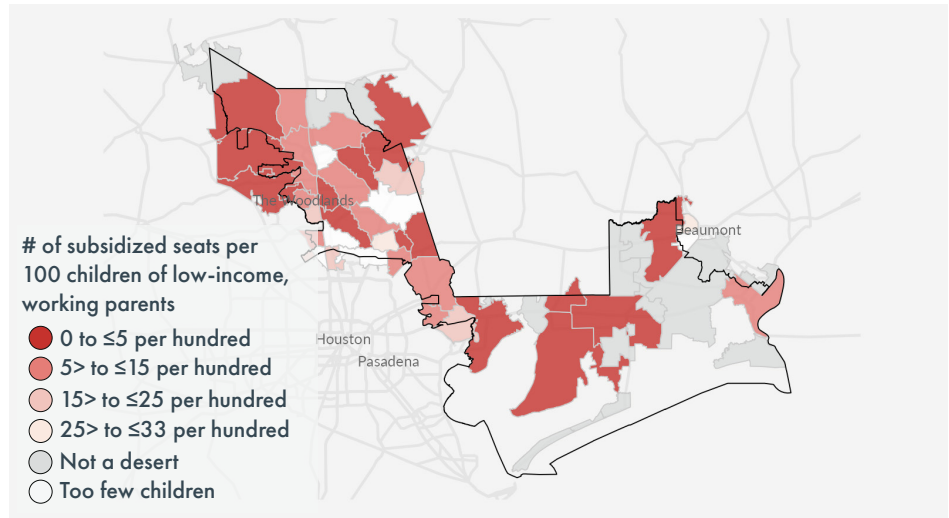 The Woodlands
Beaumont
# of subsidized seats per
100 children of low-income,
working parents
0 to ≤5 per hundred
5> to ≤15 per hundred
15> to ≤25 per hundred
25> to ≤33 per hundred
Not a desert
Too few children
Houston
Pasadena